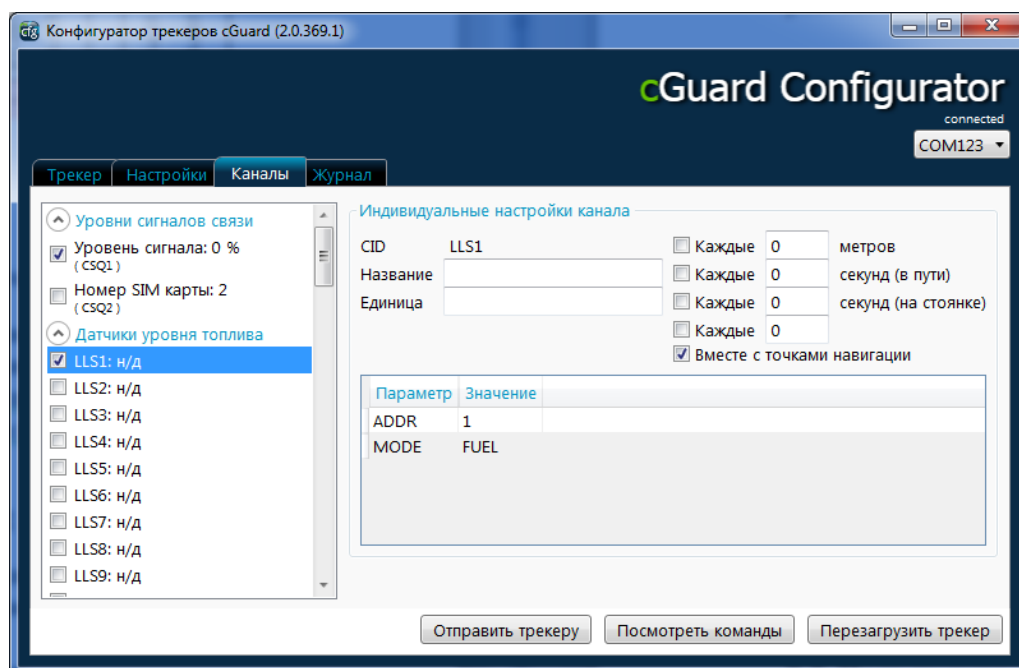 Конфигуратор трекеров cGuard (2.0.369.1)
cGuard Configurator
connected
COM123
Трекер Настройки Каналы Журнал
Уровни сигналов связи
Уровень сигнала: 0 %
( CSQ1 )
Номер SIM карты: 2
( CSQ2 )
Датчики уровня топлива
LLS1: н/д
LLS2: н/д
LLS3: н/д
LLS4: н/д
LLS5: н/д
LLS6: н/д
LLS7: н/д
LLS8: н/д
LLS9: н/д
Индивидуальные настройки канала
CID LLS1
Название
Единица
Каждые 0 метров
Каждые 0 секунд (в пути)
Каждые 0 секунд (на стоянке)
Каждые 0
Вместе с точками навигации
Параметр Значение
ADDR 1
MODE FUEL
Отправить трекеру Посмотреть команды Перезагрузить трекер